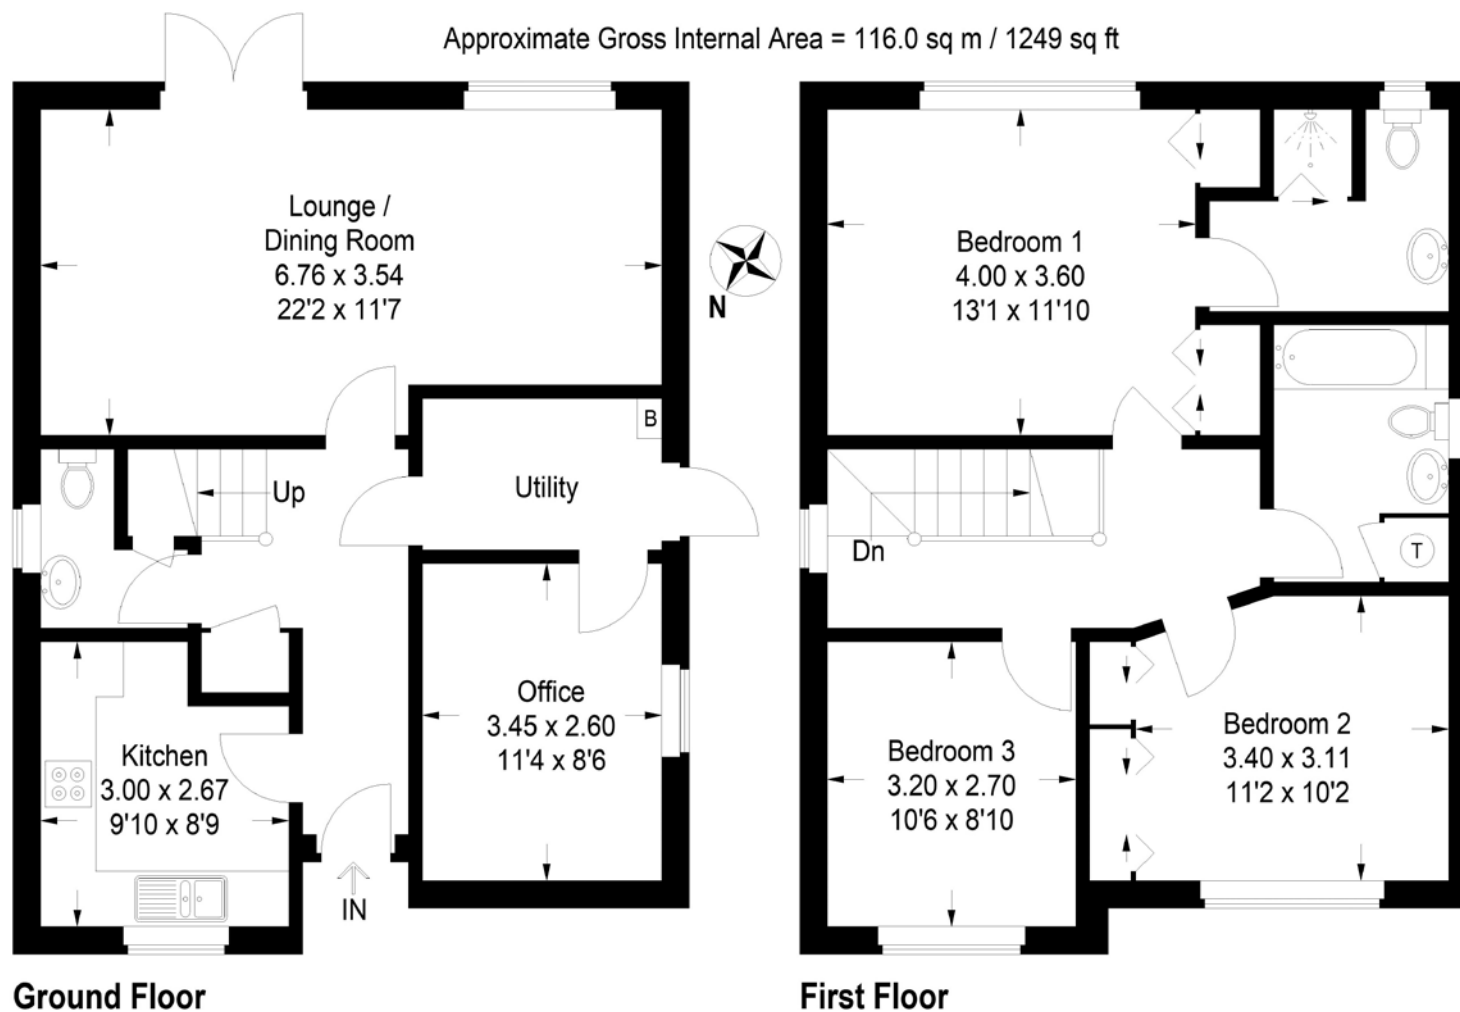 Approximate Gross Internal Area = 116.0 sq m / 1249 sq ft
Lounge /
Dining Room
6.76 x 3.54
22'2 x 11'7
N
B
Utility
Up
Office
3.45 x 2.60
11'4 x 8'6
Kitchen
3.00 x 2.67
9'10 x 8'9
IN
Ground Floor
Bedroom 1
4.00 x 3.60
13'1 x 11'10
Dn
T
Bedroom 2
3.40 x 3.11
11'2 x 10'2
Bedroom 3
3.20 x 2.70
10'6 x 8'10
First Floor